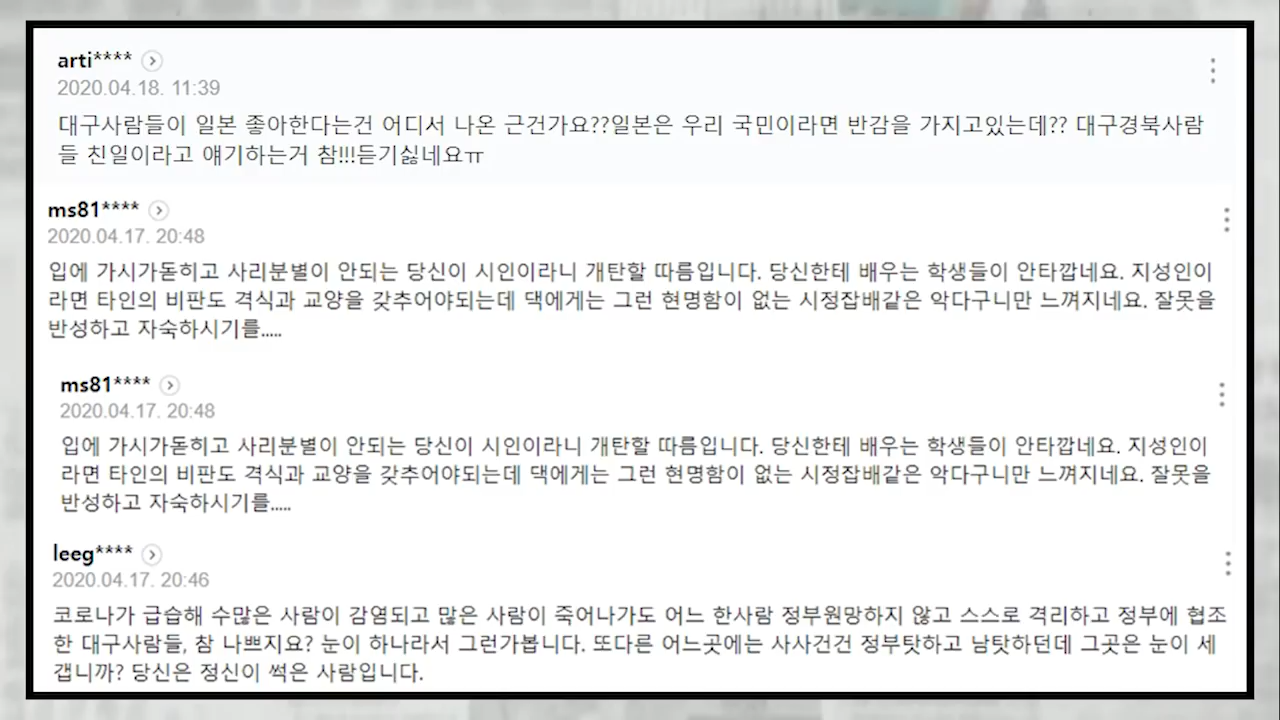 arti****
2020.04.18. 11:39
대구사람들이 일본 좋아한다는건 어디서 나온 근건가요??일본은 우리 국민이라면 반감을 가지고있는데?? 대구경북사람
들 친일이라고 얘기하는거 참!!!듣기싫네요ㅠ
ms81****
2020.04.17. 20:48
입에 가시가돋히고 사리분별이 안되는 당신이 시인이라니 개탄할 따름입니다. 당신한테 배우는 학생들이 안타깝네요. 지성인이
라면 타인의 비판도 격식과 교양을 갖추어야되는데 댁에게는 그런 현명함이 없는 시정잡배같은 악다구니만 느껴지네요. 잘못을
반성하고 자숙하시기를.....
ms81****
2020.04.17. 20:48
입에 가시가돋히고 사리분별이 안되는 당신이 시인이라니 개탄할 따름입니다. 당신한테 배우는 학생들이 안타깝네요. 지성인이
라면 타인의 비판도 격식과 교양을 갖추어야되는데 댁에게는 그런 현명함이 없는 시정잡배같은 악다구니만 느껴지네요. 잘못을
반성하고 자숙하시기를.....
leeg****
2020.04.17. 20:46
코로나가 급습해 수많은 사람이 감염되고 많은 사람이 죽어나가도 어느 한사람 정부원망하지 않고 스스로 격리하고 정부에 협조
한 대구사람들, 참 나쁘지요? 눈이 하나라서 그런가봅니다. 또다른 어느곳에는 사사건건 정부탓하고 남탓하던데 그곳은 눈이 세
갭니까? 당신은 정신이 썩은 사람입니다.